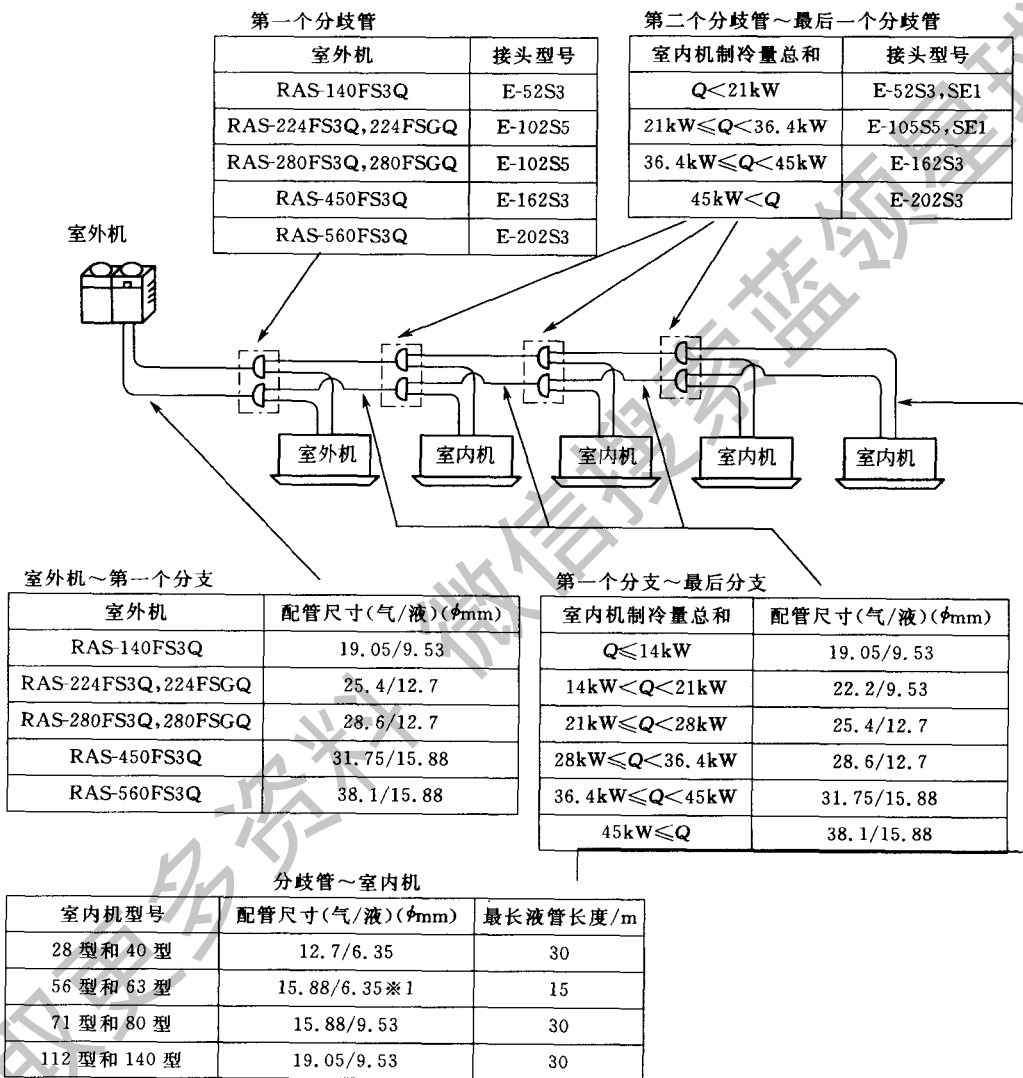 第一个分歧管
室外机 接头型号
RAS-140FS3Q E-52S3
RAS-224FS3Q,224FSGQ E-102S5
RAS-280FS3Q,280FSGQ E-102S5
RAS-450FS3Q E-162S3
RAS-560FS3Q E-202S3
第二个分歧管～最后一个分歧管
室内机制冷量总和 接头型号
Q<21kW E-52S3,SE1
21kW≤Q<36.4kW E-105S5,SE1
36.4kW≤Q<45kW E-162S3
45kW<Q E-202S3
室外机
室外机 室内机 室内机 室内机 室内机
室外机～第一个分支
室外机 配管尺寸(气/液)(φmm)
RAS-140FS3Q 19.05/9.53
RAS-224FS3Q,224FSGQ 25.4/12.7
RAS-280FS3Q,280FSGQ 28.6/12.7
RAS-450FS3Q 31.75/15.88
RAS-560FS3Q 38.1/15.88
第一个分支～最后分支
室内机制冷量总和 配管尺寸(气/液)(φmm)
Q≤14kW 19.05/9.53
14kW<Q<21kW 22.2/9.53
21kW≤Q<28kW 25.4/12.7
28kW≤Q<36.4kW 28.6/12.7
36.4kW≤Q<45kW 31.75/15.88
45kW≤Q 38.1/15.88
分歧管～室内机
室内机型号 配管尺寸(气/液)(φmm) 最长液管长度/m
28型和40型 12.7/6.35 30
56型和63型 15.88/6.35※1 15
71型和80型 15.88/9.53 30
112型和140型 19.05/9.53 30
取更多资料 微信搜索蓝领星球